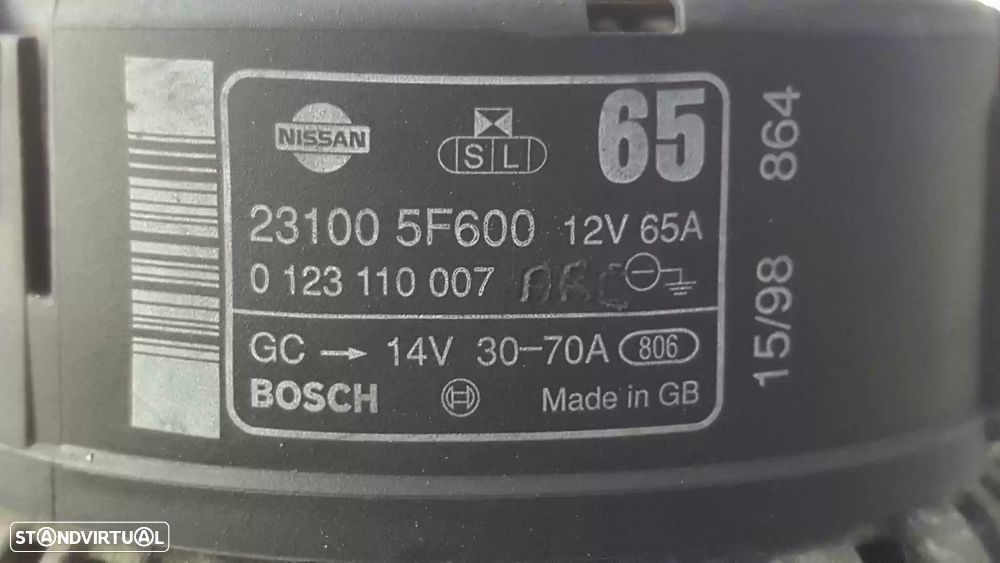 NISSAN
S L
65
23100 5F600 12V 65A
0 123 110 007 ARC
GC → 14V 30-70A 806
BOSCH Made in GB
15/98 864
STANDVIRTUAL